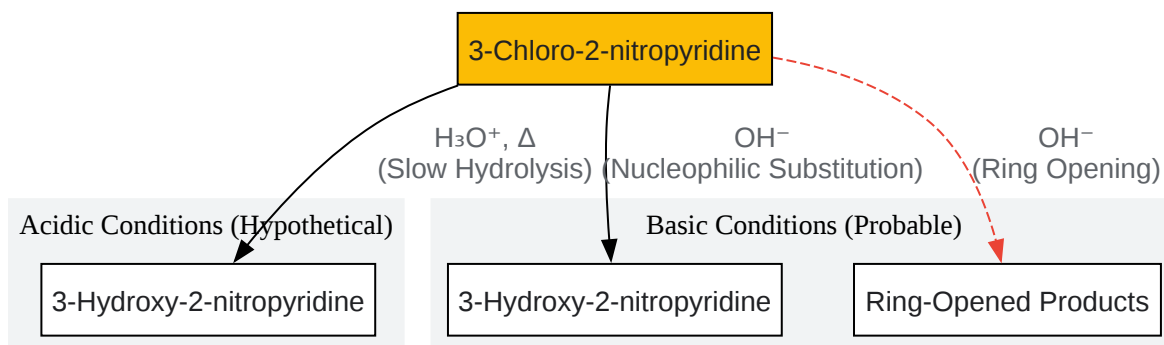 3-Chloro-2-nitropyridine
H₃O⁺, Δ
(Slow Hydrolysis)
OH⁻
(Nucleophilic Substitution)
OH⁻
(Ring Opening)
Acidic Conditions (Hypothetical)
Basic Conditions (Probable)
3-Hydroxy-2-nitropyridine
3-Hydroxy-2-nitropyridine
Ring-Opened Products